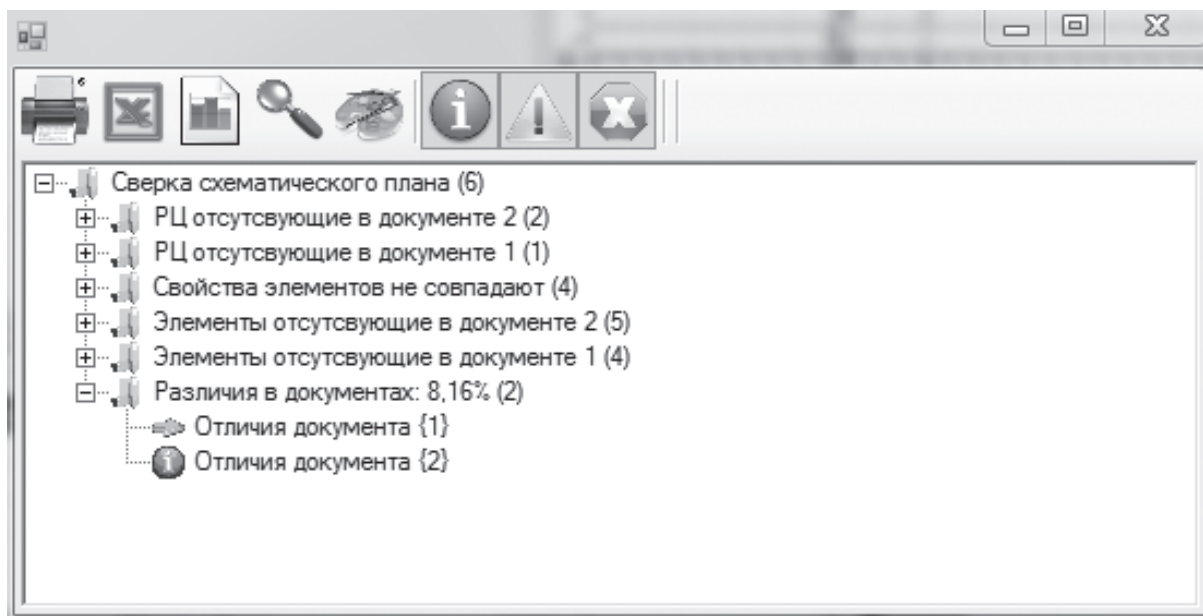 Сверка схематического плана (6)
РЦ отсутсвующие в документе 2 (2)
РЦ отсутсвующие в документе 1 (1)
Свойства элементов не совпадают (4)
Элементы отсутсвующие в документе 2 (5)
Элементы отсутсвующие в документе 1 (4)
Различия в документах: 8,16% (2)
Отличия документа {1}
Отличия документа {2}